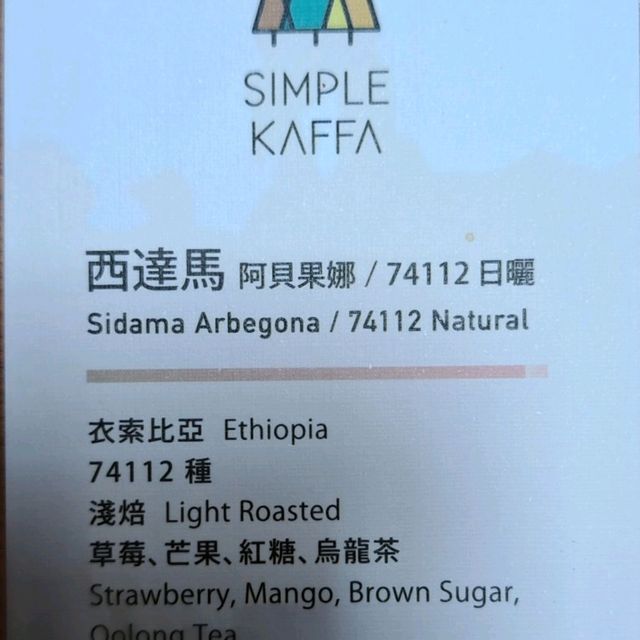 SIMPLE
KAFFA
西達馬 阿貝果娜 / 74112 日曬
Sidama Arbegona / 74112 Natural
衣索比亞 Ethiopia
74112 種
淺焙 Light Roasted
草莓、芒果、紅糖、烏龍茶
Strawberry, Mango, Brown Sugar,
Oolong Tea